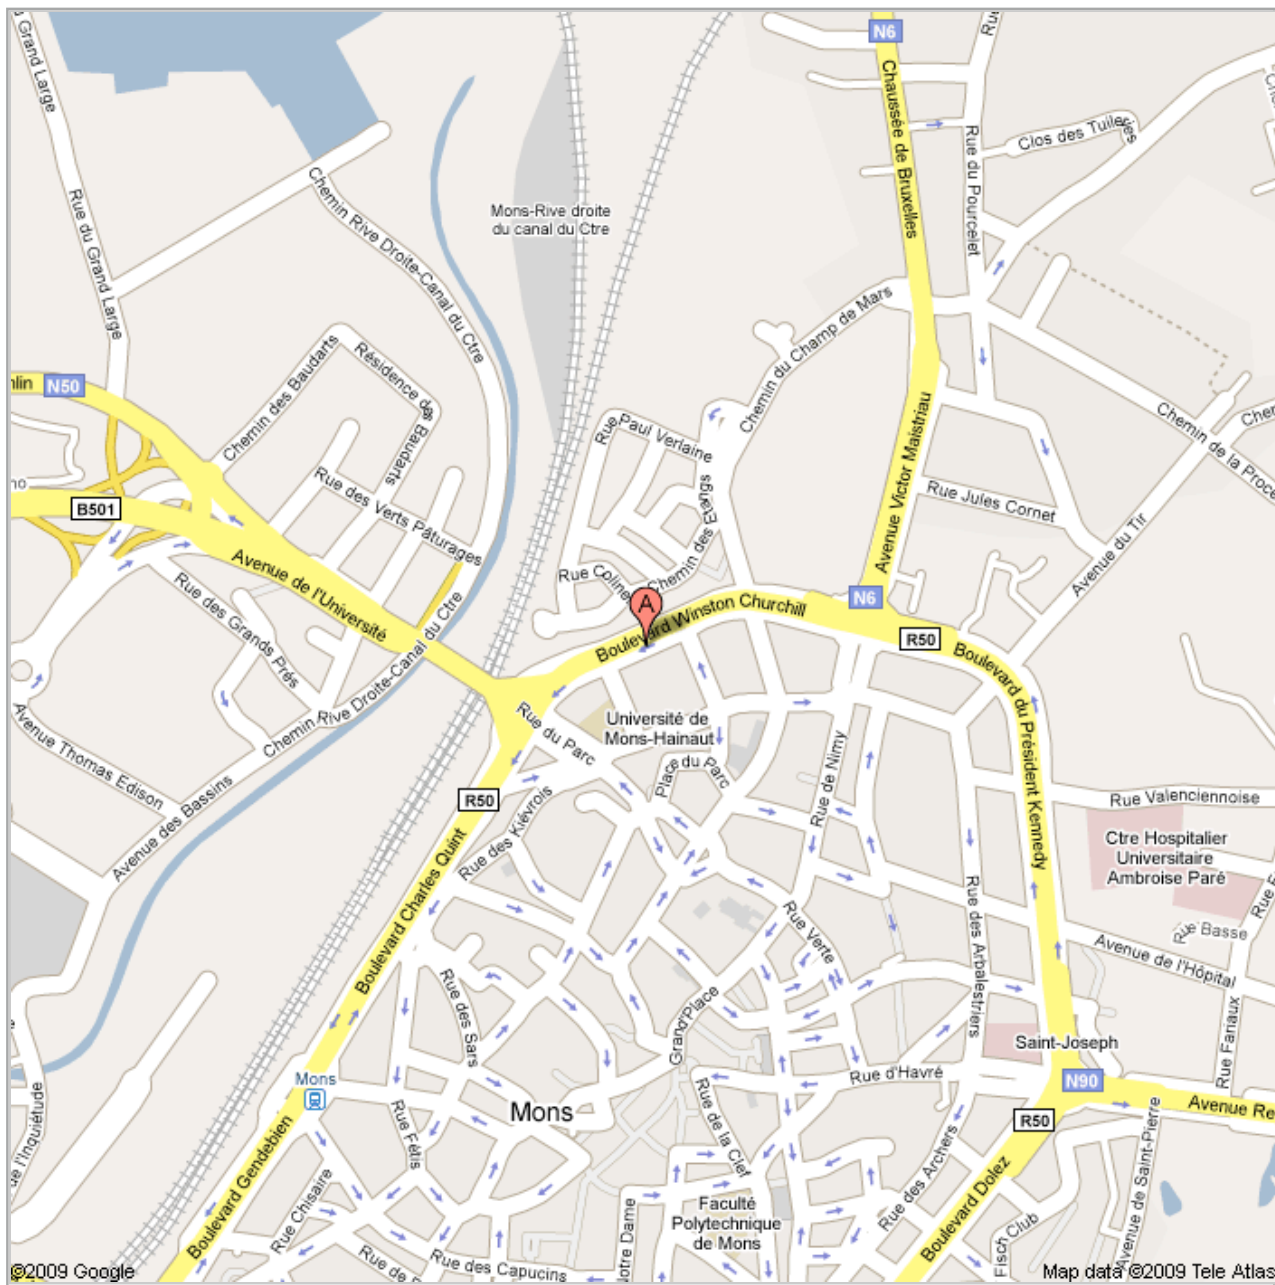 N6
Chaussée de Bruxelles
Clos des Tuileries
Rue du Pourcelet
Grand Large
Rue du Grand Large
Chemin Rive Droite-Canal du Ctre
Mons-Rive droite
du canal du Ctre
Chemin du Champ de Mars
N50
Chemin des Baudarts
Résidence des Baudarts
Rue Paul Verlaine
Avenue Victor Maistriau
Chemin de la Proce
Rue des Verts Paturages
Chemin des Etangs
Rue Jules Cornet
B501
Avenue du Tir
Avenue de l'Université
Rue des Grands Prés
A
N6
Boulevard Winston Churchill
R50
Boulevard du Président Kennedy
Chemin Rive Droite-Canal du Ctre
Avenue Thomas Edison
Avenue des Bassins
Rue du Parc
Université de
Mons-Hainaut
Place du Parc
Rue de Nimy
R50
Rue Valenciennoise
Ctre Hospitalier
Universitaire
Ambroise Paré
Rue des Kiévrois
Boulevard Charles Quint
Rue Verte
Rue des Arbalestriers
Rue Basse
Avenue de l'Hôpital
Rue des Sars
Grand'Place
Rue Fariaux
Saint-Joseph
Rue d'Havré
N90
Mons
Mons
R50
Avenue Re
Boulevard Gendebien
Rue Fétis
Rue de la Clef
Rue des Archers
Boulevard Dolez
Avenue de Saint-Pierre
Rue Chisaire
Faculté
Polytechnique
de Mons
Rue des Capucins
©2009 Google
Map data ©2009 Tele Atlas